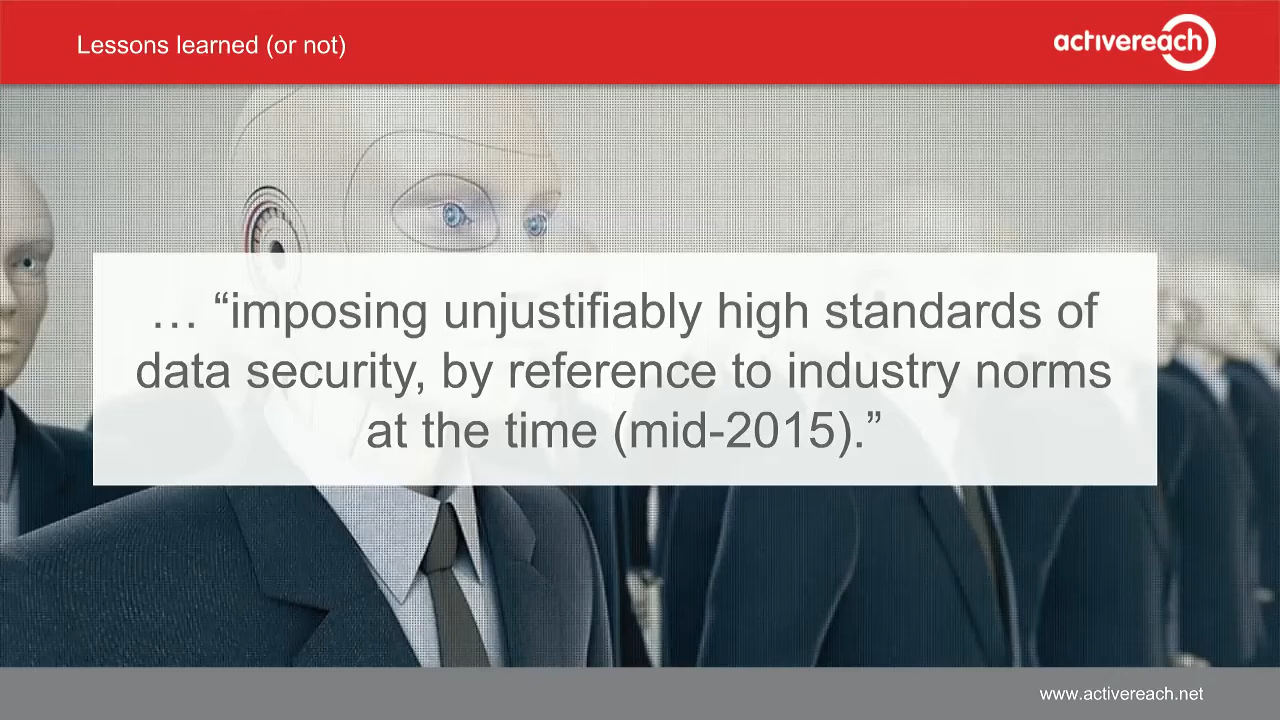 Lessons learned (or not)
activereach
… “imposing unjustifiably high standards of
data security, by reference to industry norms
at the time (mid-2015).”
www.activereach.net